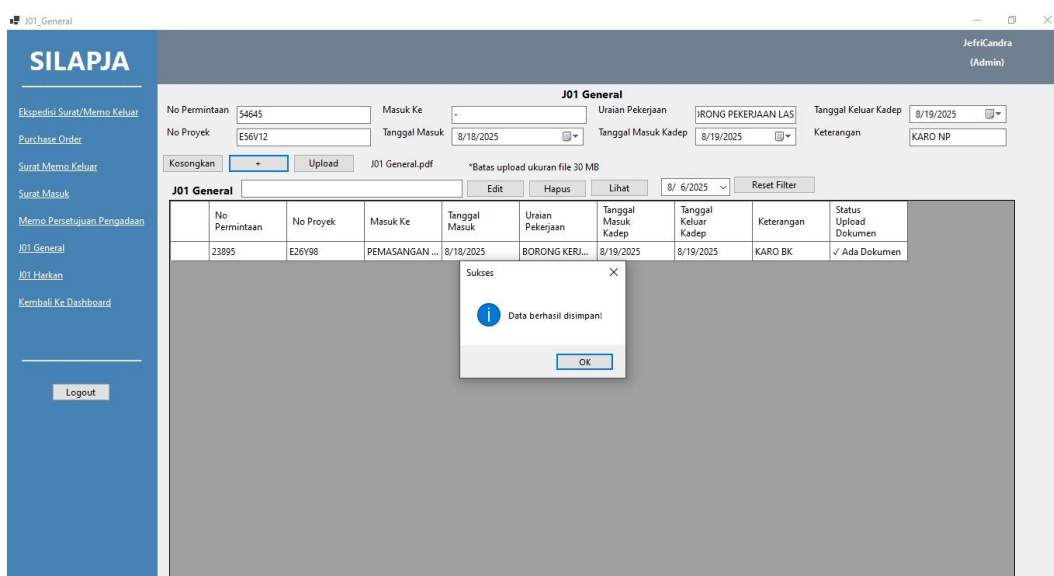 J01_General
SILAPJA
JefriCandra
(Admin)
Ekspedisi Surat/Memo Keluar
Purchase Order
Surat Memo Keluar
Surat Masuk
Memo Persetujuan Pengadaan
J01 General
J01 Harkan
Kembali Ke Dashboard
Logout
J01 General
No Permintaan 54645 Masuk Ke - Uraian Pekerjaan ORONG PEKERJAAN LAS Tanggal Keluar Kadep 8/19/2025
No Proyek E56V12 Tanggal Masuk 8/18/2025 Tanggal Masuk Kadep 8/19/2025 Keterangan KARO NP
Kosongkan + Upload J01 General.pdf *Batas upload ukuran file 30 MB
J01 General Edit Hapus Lihat 8/ 6/2025 Reset Filter
No Permintaan No Proyek Masuk Ke Tanggal Masuk Uraian Pekerjaan Tanggal Masuk Kadep Tanggal Keluar Kadep Keterangan Status Upload Dokumen
23895 E26Y98 PEMASANGAN ... 8/18/2025 BORONG KERJ... 8/19/2025 8/19/2025 KARO BK ✓ Ada Dokumen
Sukses
Data berhasil disimpan!
OK